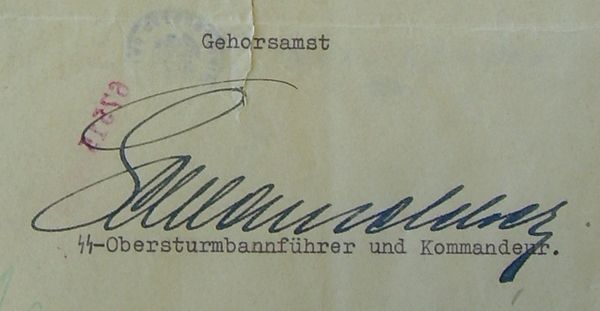 Gehorsamst
ᛋᛋ-Obersturmbannführer und Kommandeur.